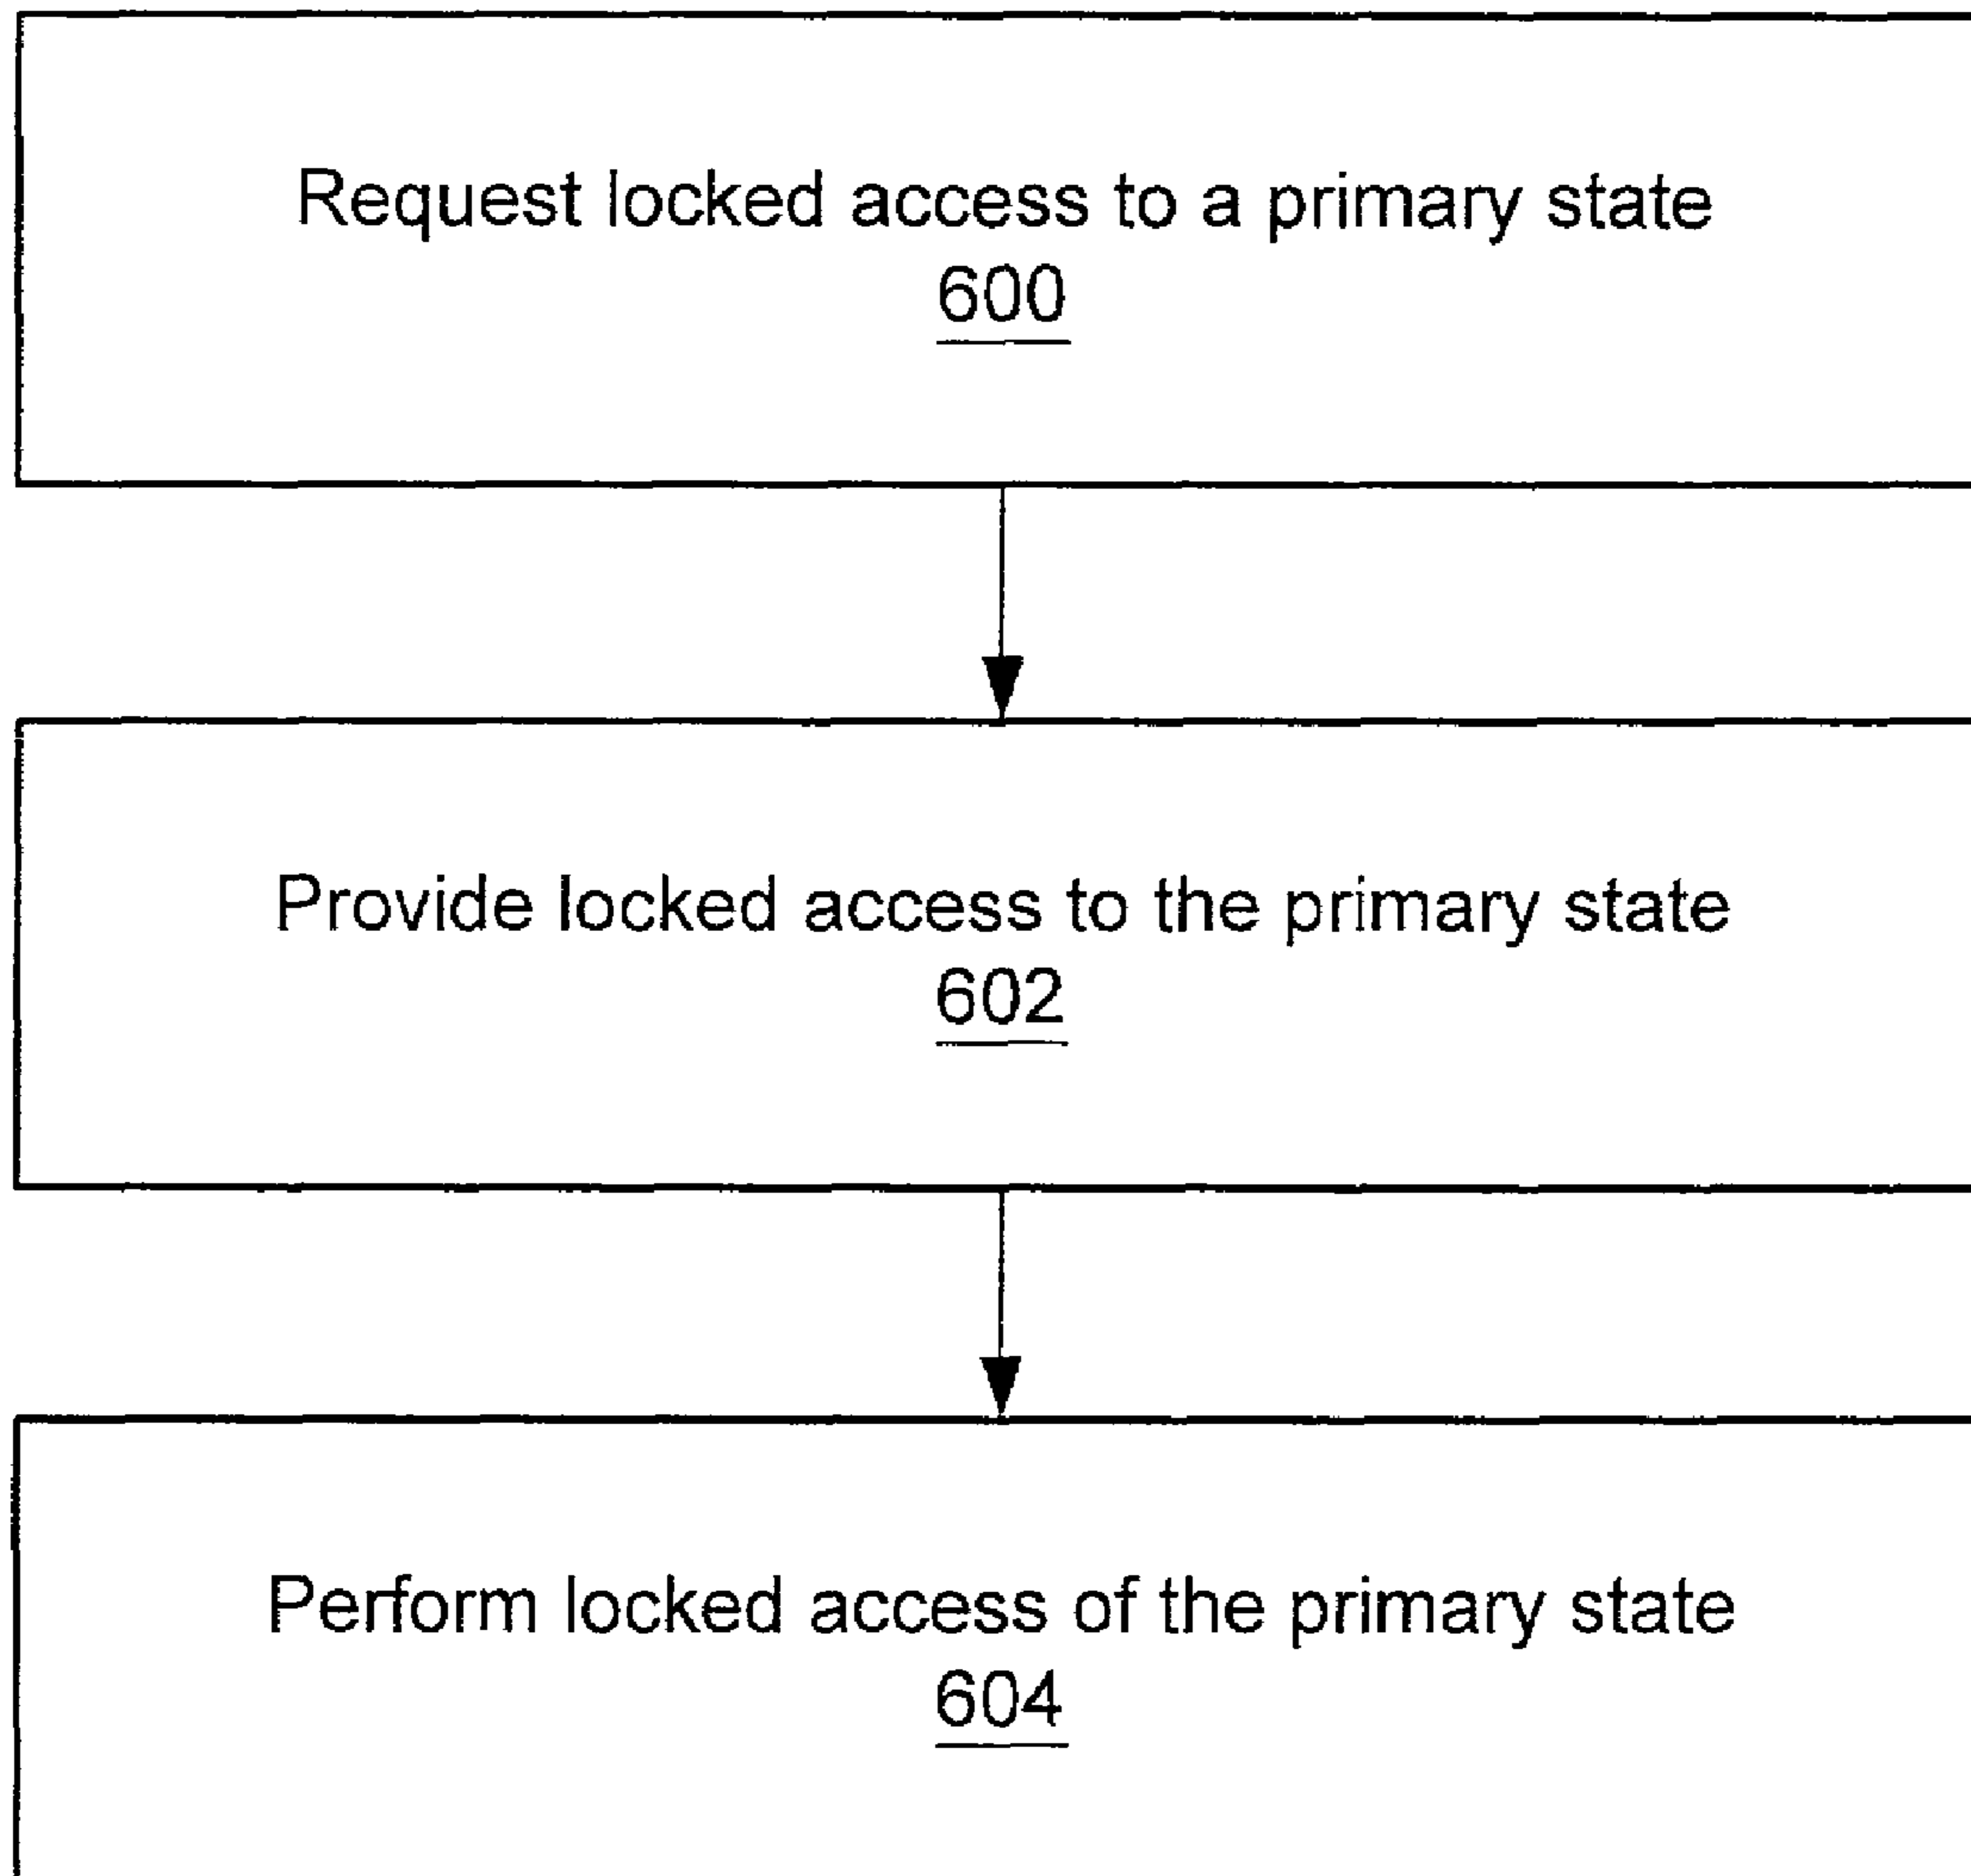 Request locked access to a primary state
600
Provide locked access to the primary state
602
Perform locked access of the primary state
604